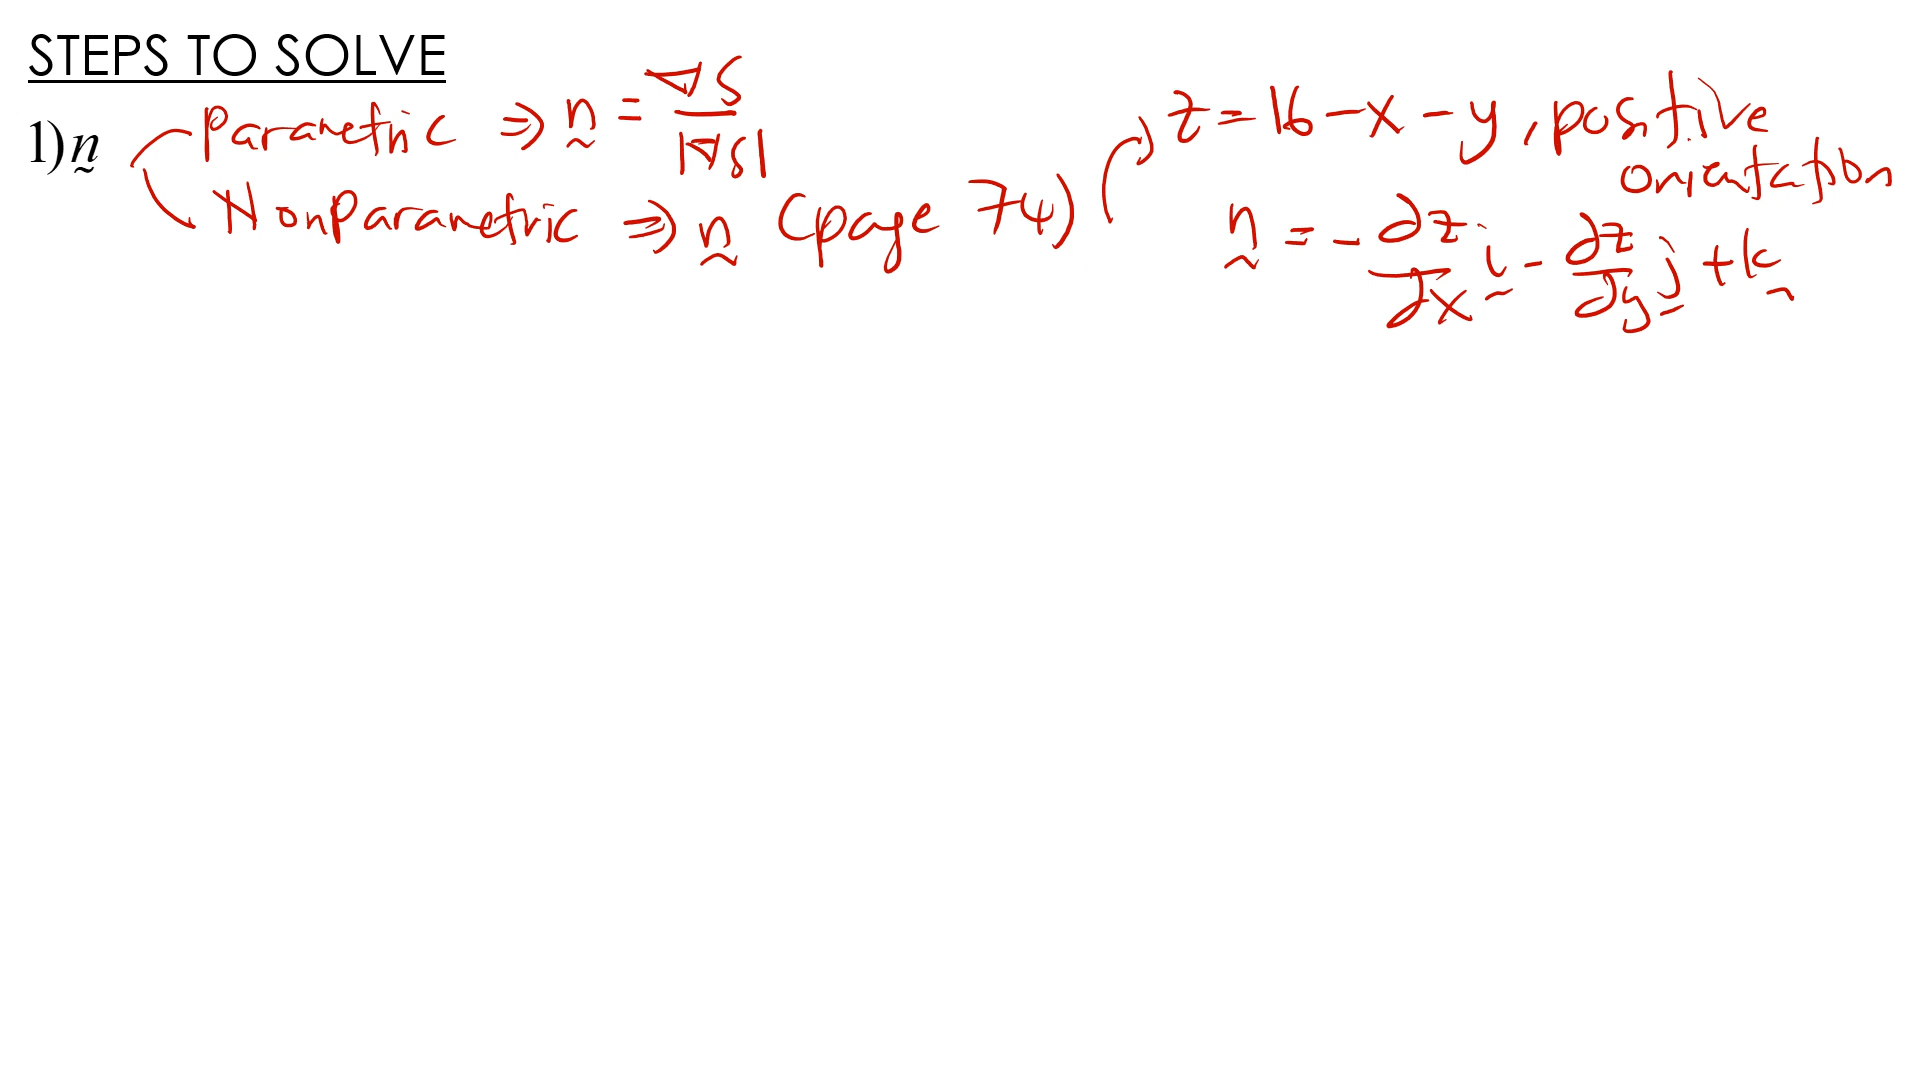 STEPS TO SOLVE
1) n
Parametric ⇒ n = ∇S / |∇S|
NonParametric ⇒ n (page 74)
z = 16 - x - y , positive
orientation
n = - ∂z/∂x i - ∂z/∂y j + k